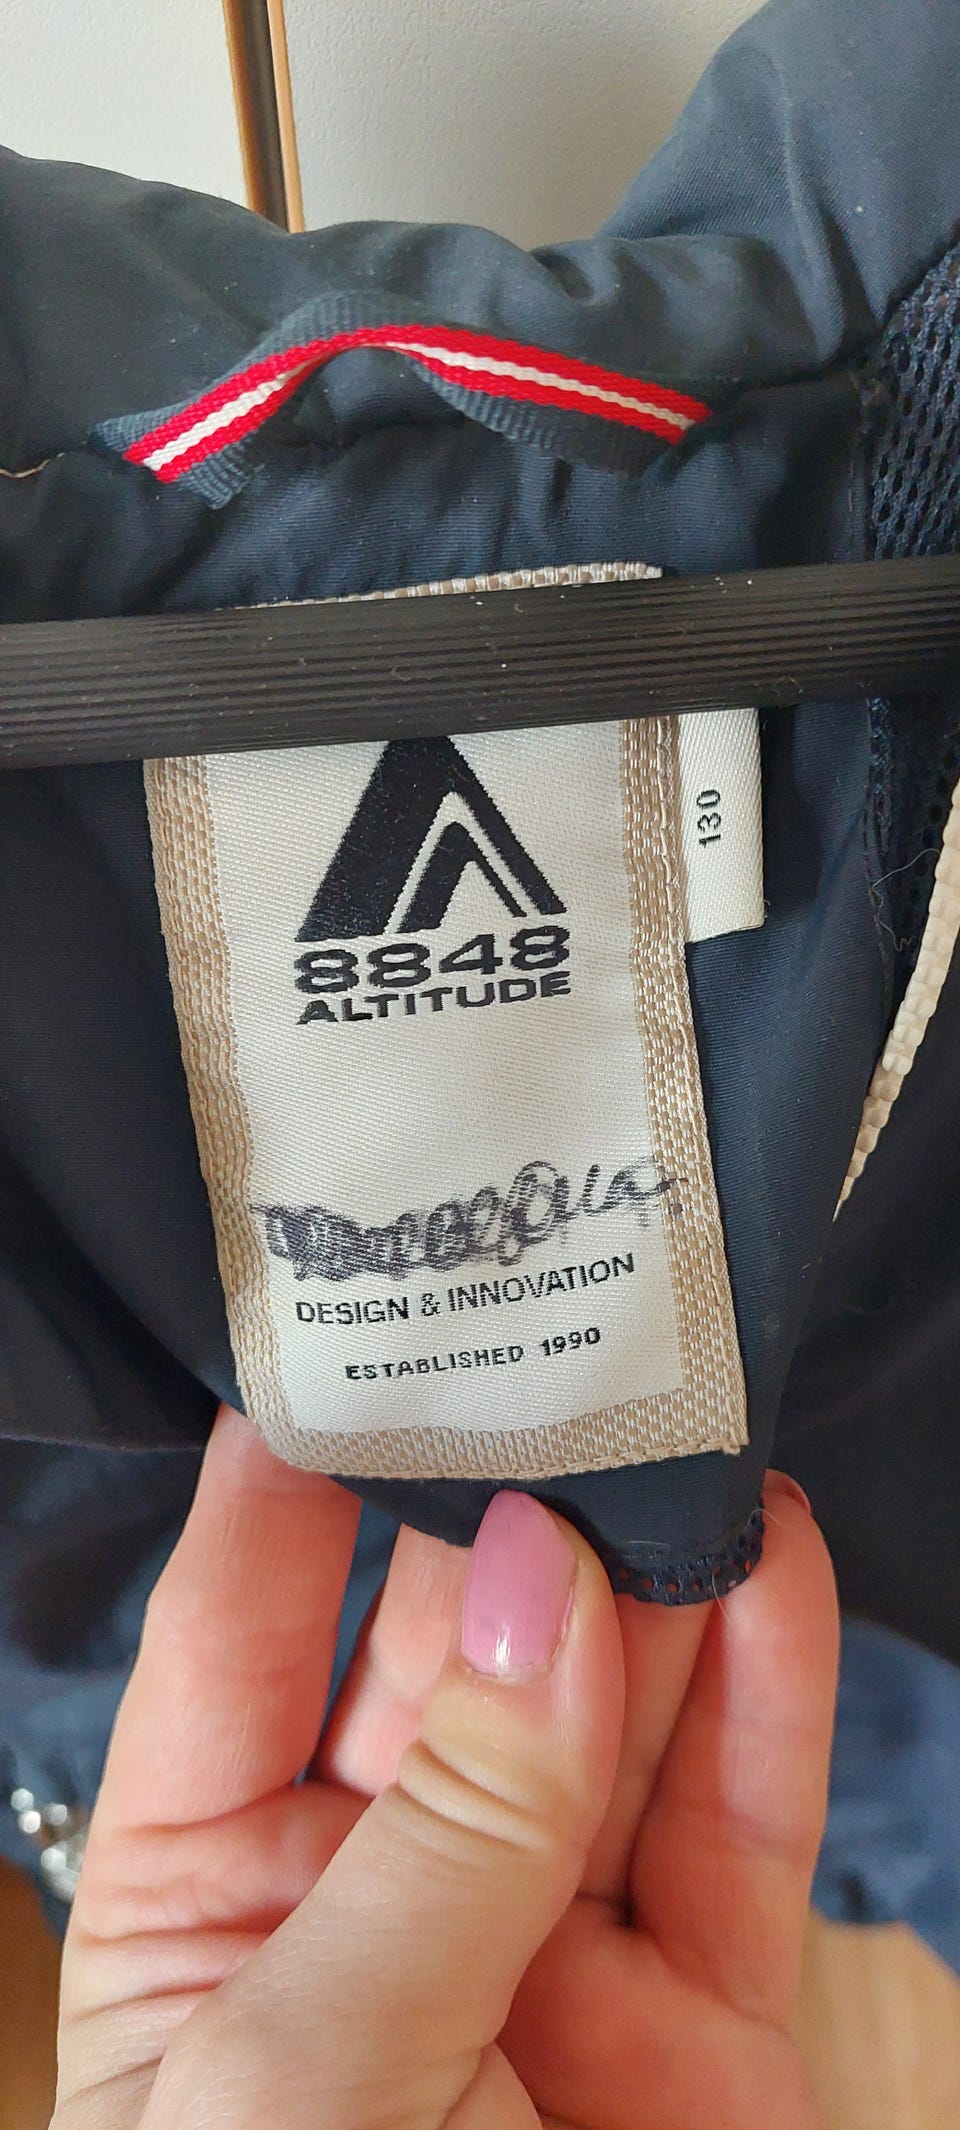 8848
ALTITUDE
130
DESIGN & INNOVATION
ESTABLISHED 1990